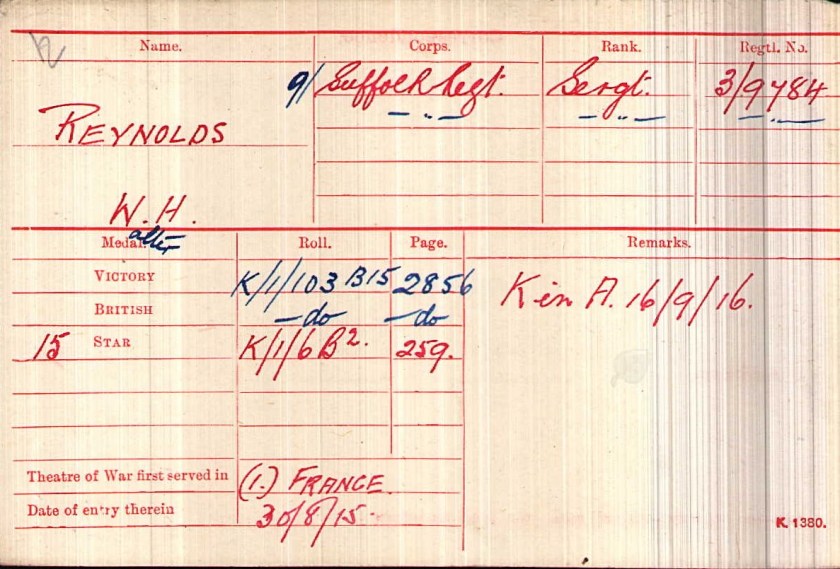 Name. Corps. Rank. Regtl. No.
9/ Suffolk Regt. Sergt. 3/9784
REYNOLDS — " — — " — — " —
W. H.
Medal. Roll. Page. Remarks.
VICTORY K/1/103 B15 2856 K in A. 16/9/16.
BRITISH — do — do
15 STAR K/1/6 B2. 259.
Theatre of War first served in (1.) FRANCE.
Date of entry therein 30/8/15.
K 1380.